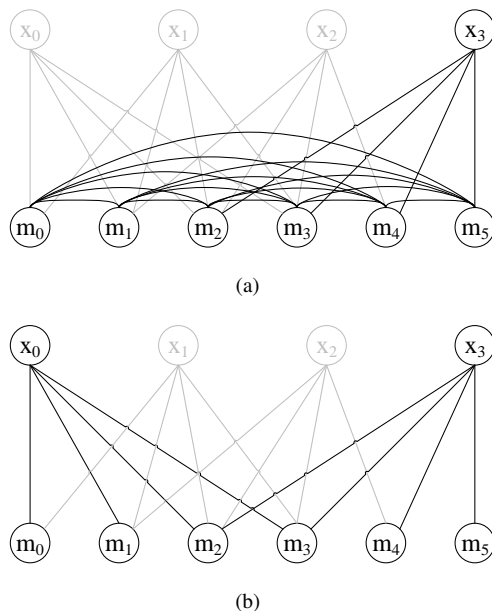 x₀ x₁ x₂ x₃
m₀ m₁ m₂ m₃ m₄ m₅
(a)
x₀ x₁ x₂ x₃
m₀ m₁ m₂ m₃ m₄ m₅
(b)